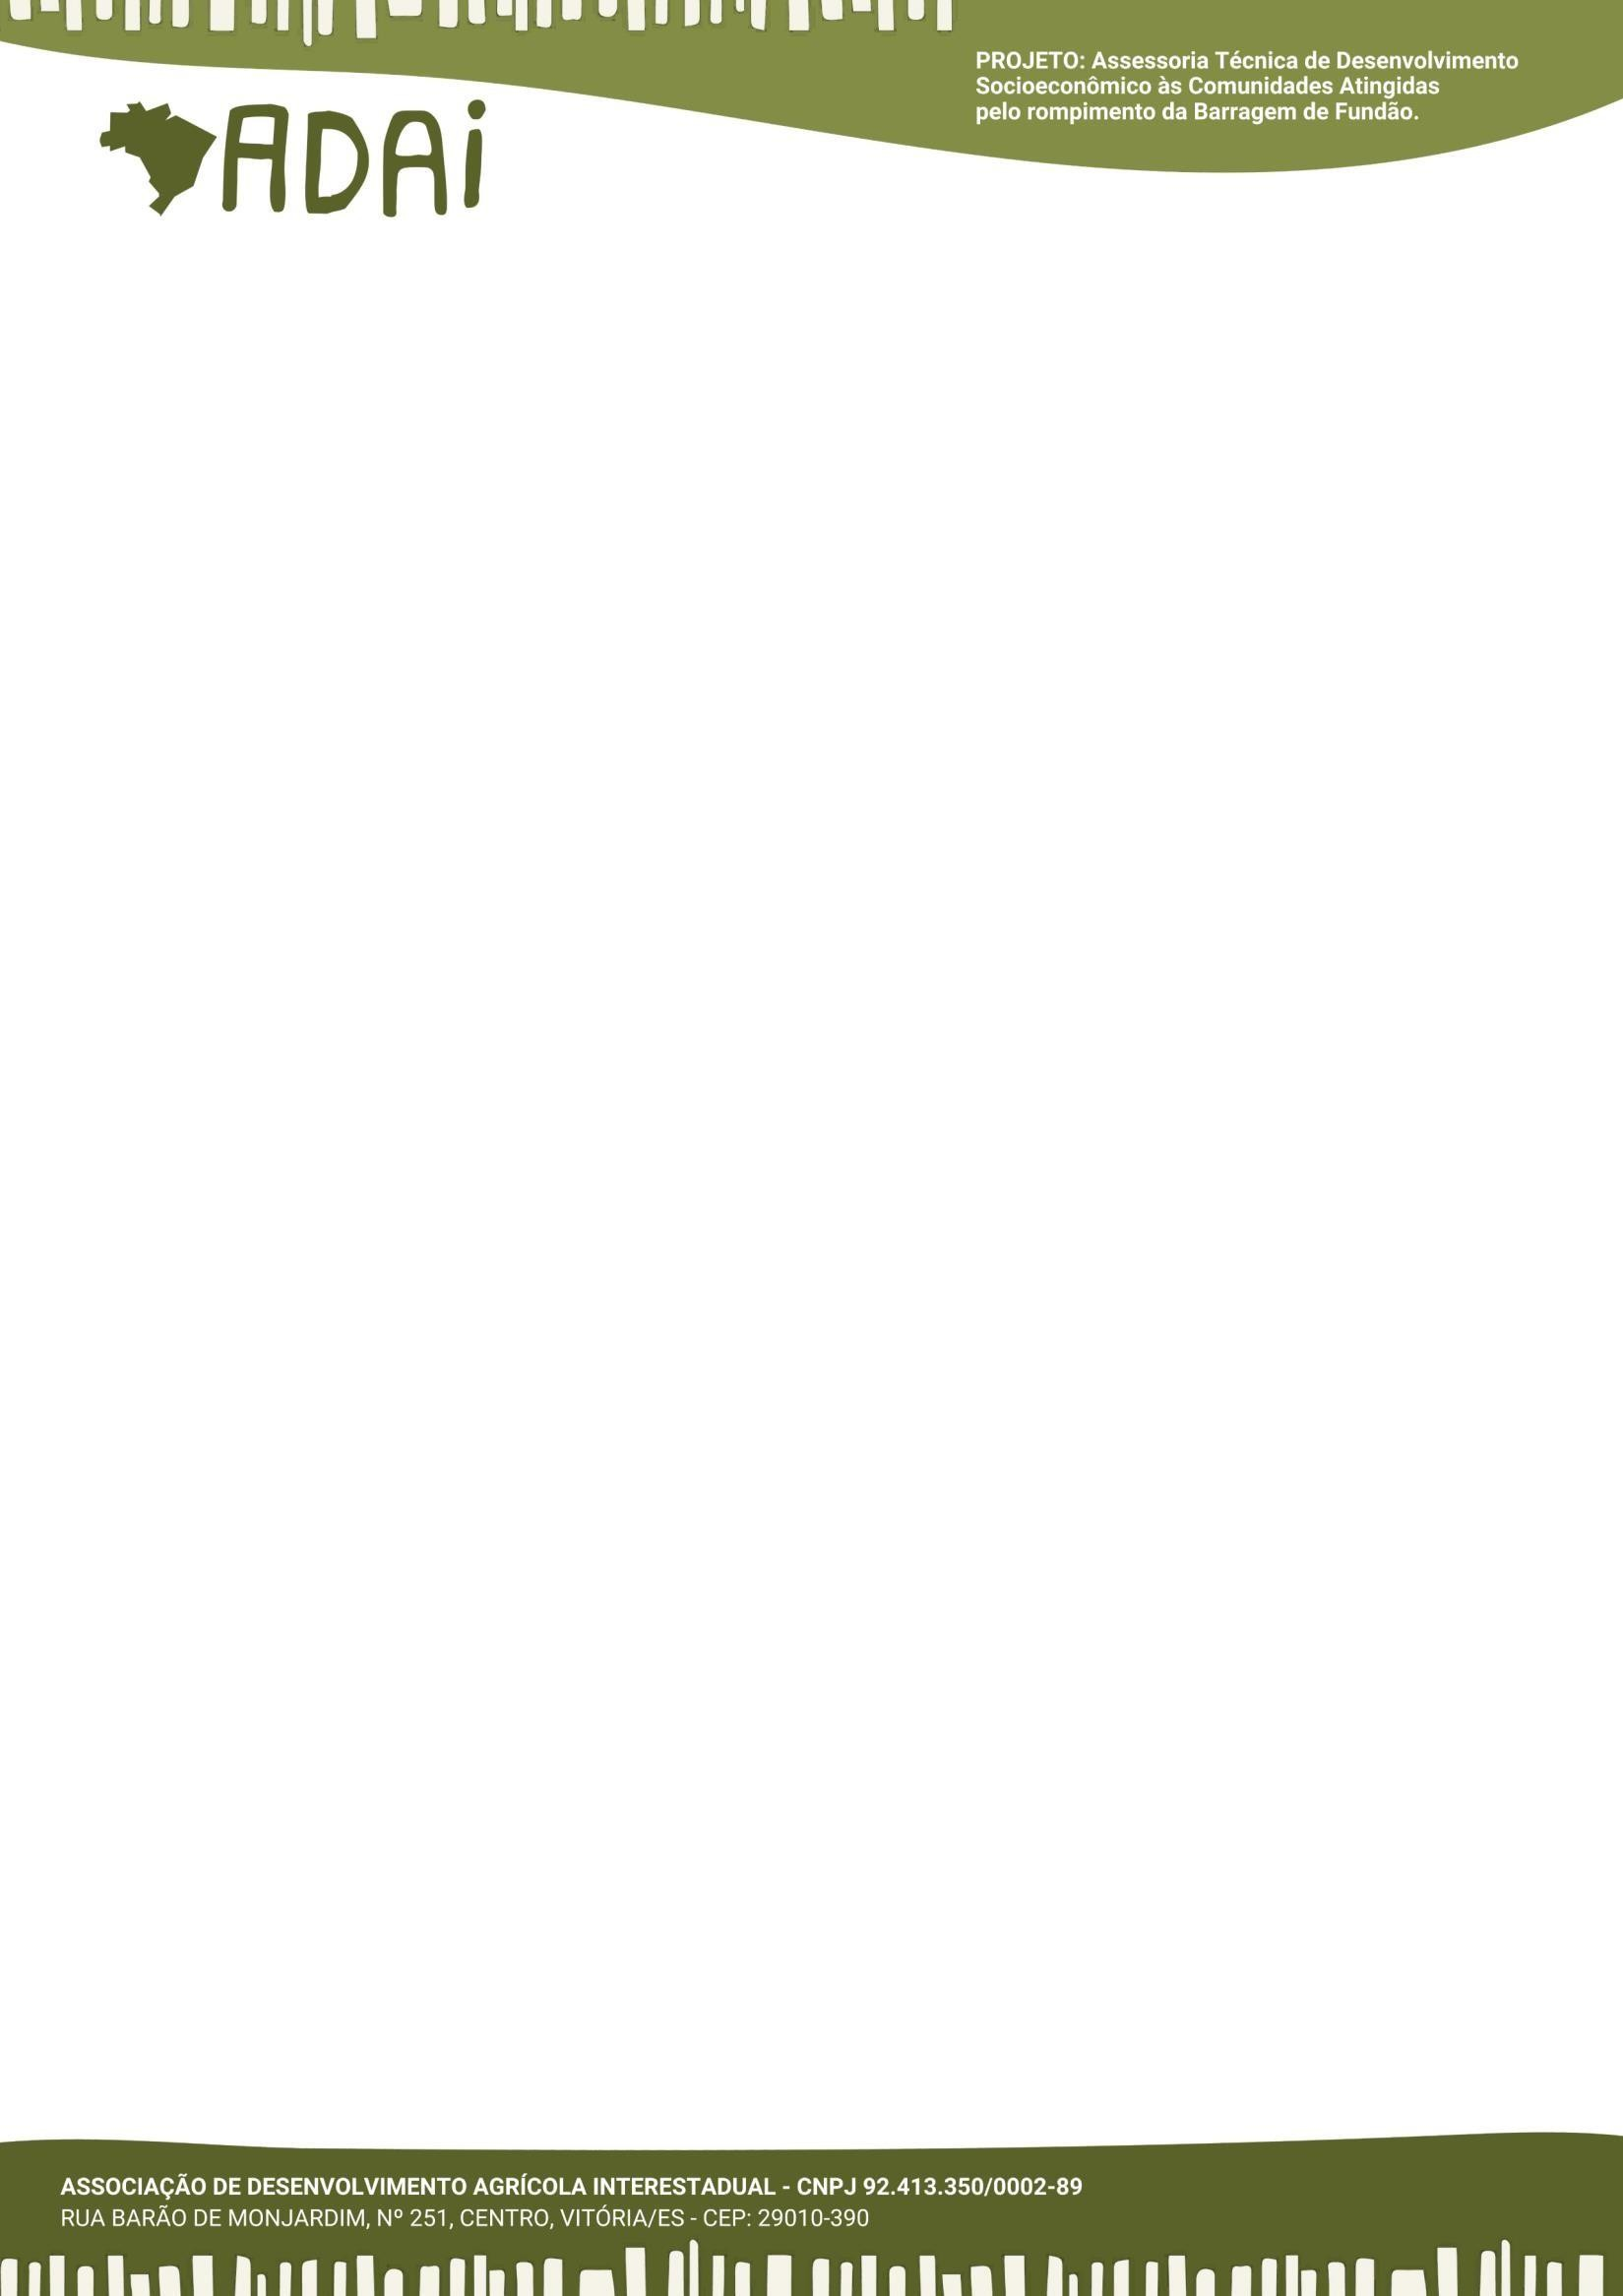 PROJETO: Assessoria Técnica de Desenvolvimento
Socioeconômico às Comunidades Atingidas
pelo rompimento da Barragem de Fundão.
ADAi
ASSOCIAÇÃO DE DESENVOLVIMENTO AGRÍCOLA INTERESTADUAL - CNPJ 92.413.350/0002-89
RUA BARÃO DE MONJARDIM, Nº 251, CENTRO, VITÓRIA/ES - CEP: 29010-390